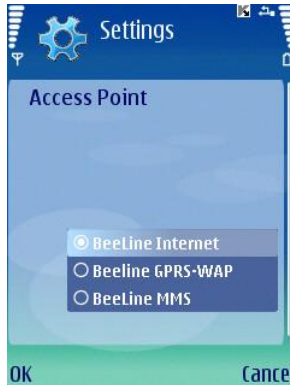 Settings
Access Point
BeeLine Internet
Beeline GPRS-WAP
BeeLine MMS
OK
Cance